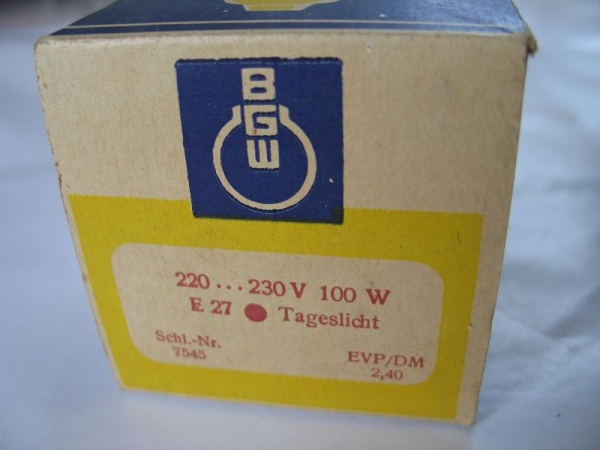 BGW
220...230 V 100 W
E 27 ● Tageslicht
Schl.-Nr.
7545
EVP/DM
2,40